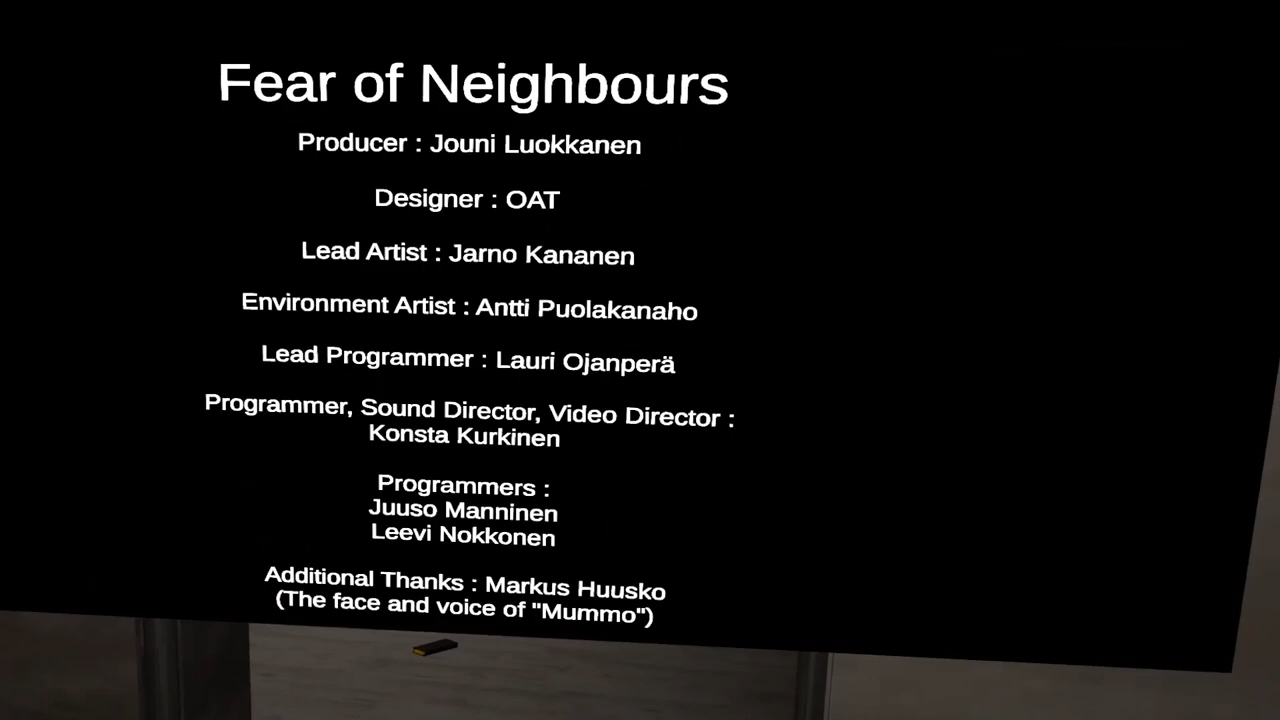 Fear of Neighbours
Producer : Jouni Luokkanen
Designer : OAT
Lead Artist : Jarno Kananen
Environment Artist : Antti Puolakanaho
Lead Programmer : Lauri Ojanperä
Programmer, Sound Director, Video Director :
Konsta Kurkinen
Programmers :
Juuso Manninen
Leevi Nokkonen
Additional Thanks : Markus Huusko
(The face and voice of "Mummo")